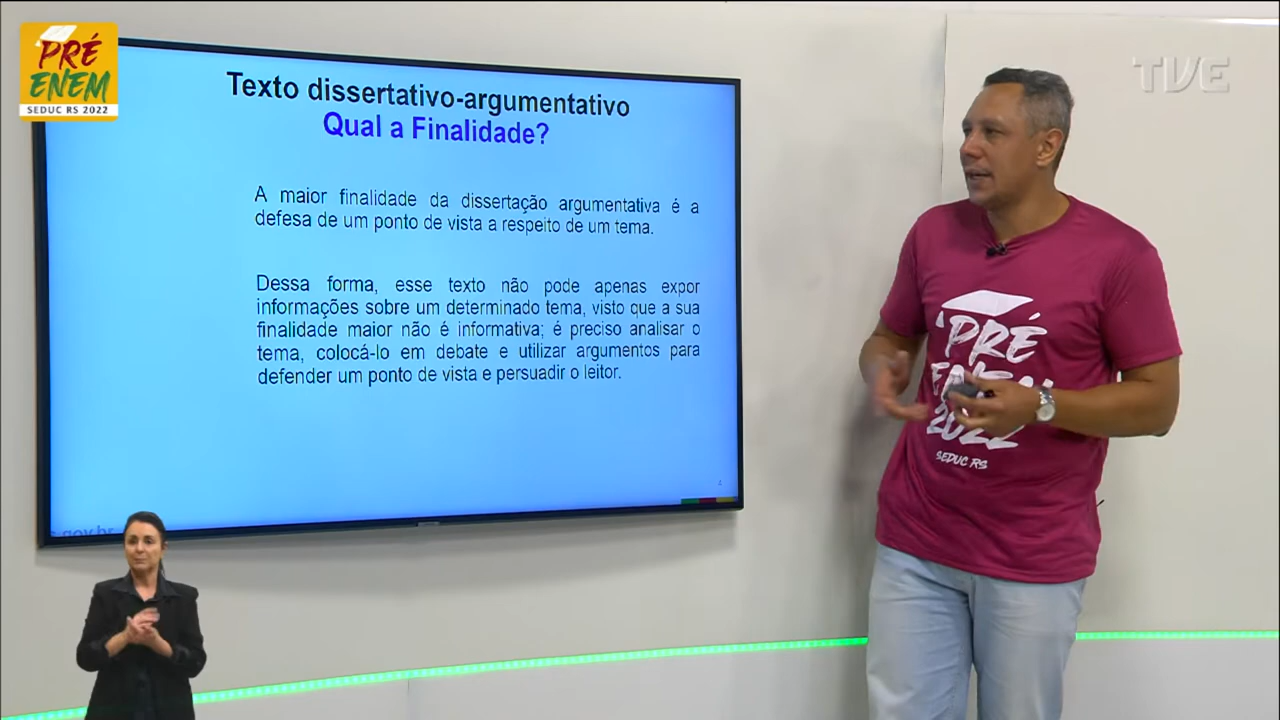 PRÉ
ENEM
SEDUC RS 2022
TVE
Texto dissertativo-argumentativo
Qual a Finalidade?
A maior finalidade da dissertação argumentativa é a
defesa de um ponto de vista a respeito de um tema.
Dessa forma, esse texto não pode apenas expor
informações sobre um determinado tema, visto que a sua
finalidade maior não é informativa; é preciso analisar o
tema, colocá-lo em debate e utilizar argumentos para
defender um ponto de vista e persuadir o leitor.
PRÉ
ENEM
2022
SEDUC RS